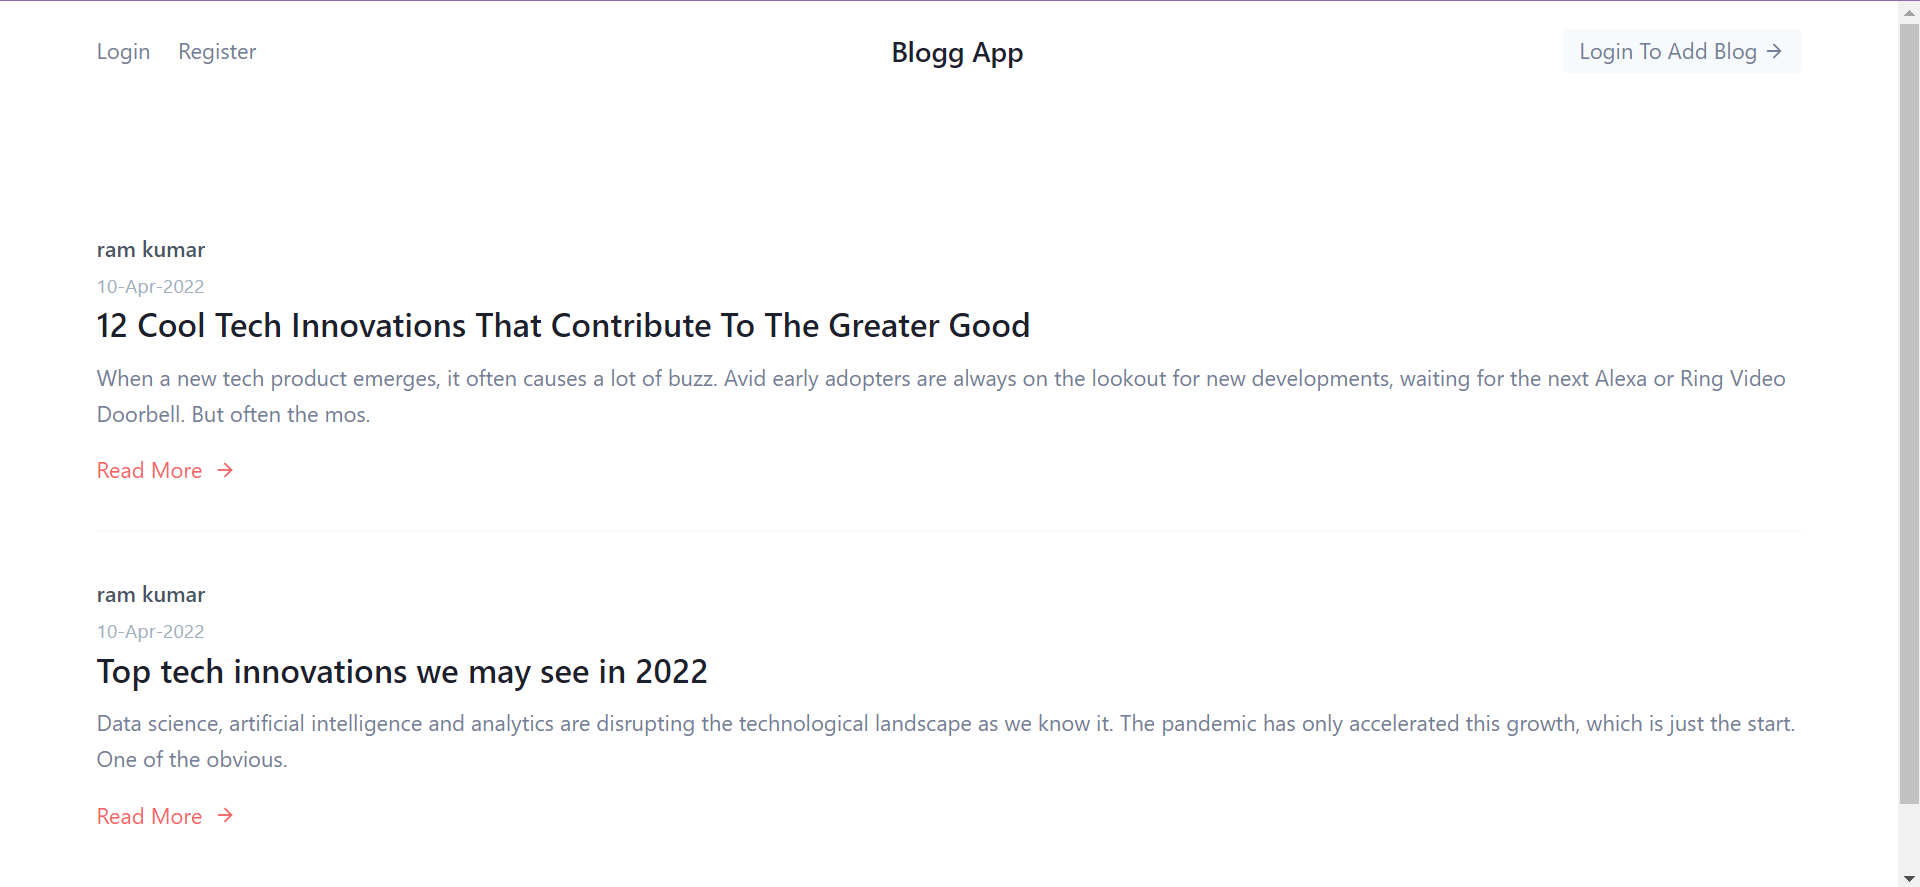 Login Register Blogg App Login To Add Blog →
ram kumar
10-Apr-2022
12 Cool Tech Innovations That Contribute To The Greater Good
When a new tech product emerges, it often causes a lot of buzz. Avid early adopters are always on the lookout for new developments, waiting for the next Alexa or Ring Video
Doorbell. But often the mos.
Read More →
ram kumar
10-Apr-2022
Top tech innovations we may see in 2022
Data science, artificial intelligence and analytics are disrupting the technological landscape as we know it. The pandemic has only accelerated this growth, which is just the start.
One of the obvious.
Read More →